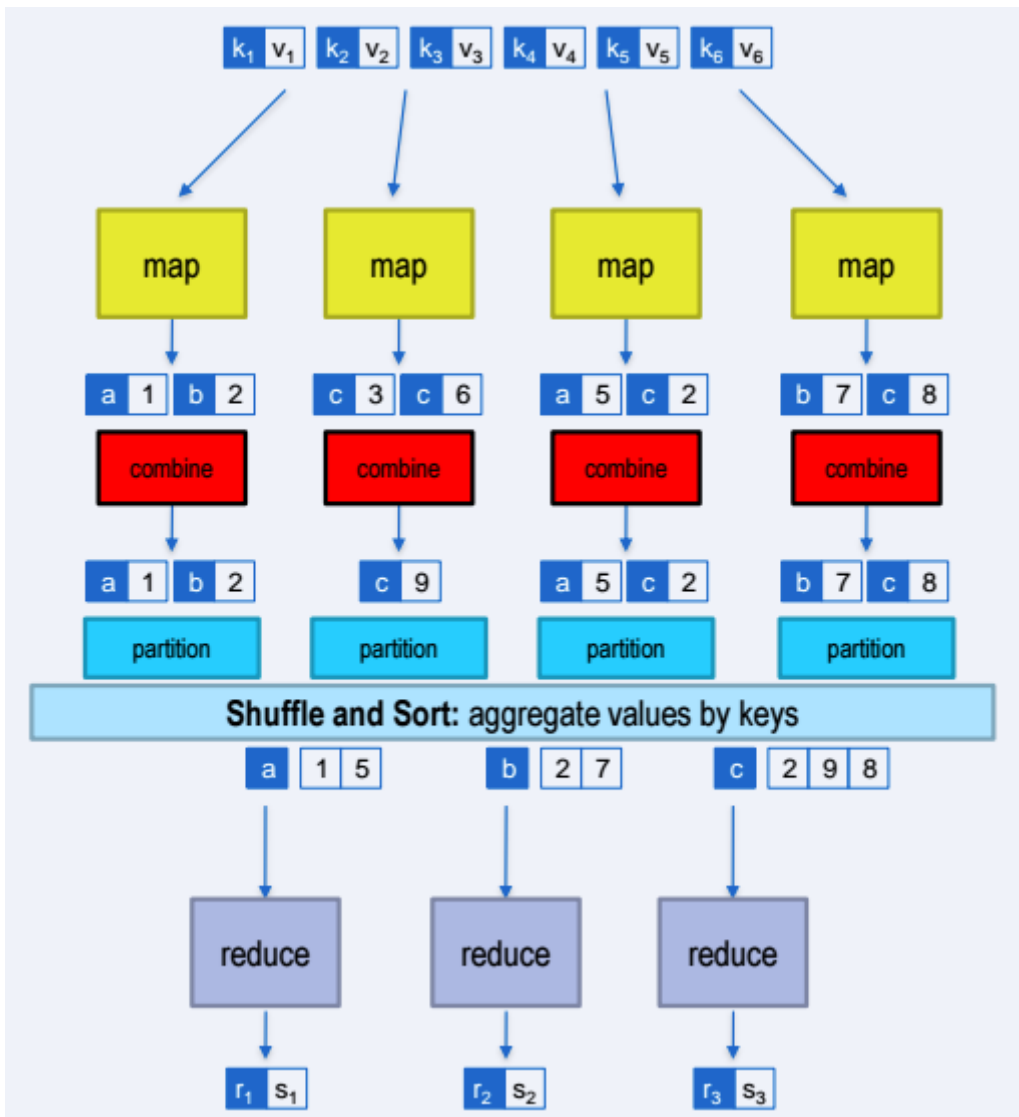 k₁ v₁ k₂ v₂ k₃ v₃ k₄ v₄ k₅ v₅ k₆ v₆
map map map map
a 1 b 2 c 3 c 6 a 5 c 2 b 7 c 8
combine combine combine combine
a 1 b 2 c 9 a 5 c 2 b 7 c 8
partition partition partition partition
Shuffle and Sort: aggregate values by keys
a 1 5 b 2 7 c 2 9 8
reduce reduce reduce
r₁ s₁ r₂ s₂ r₃ s₃